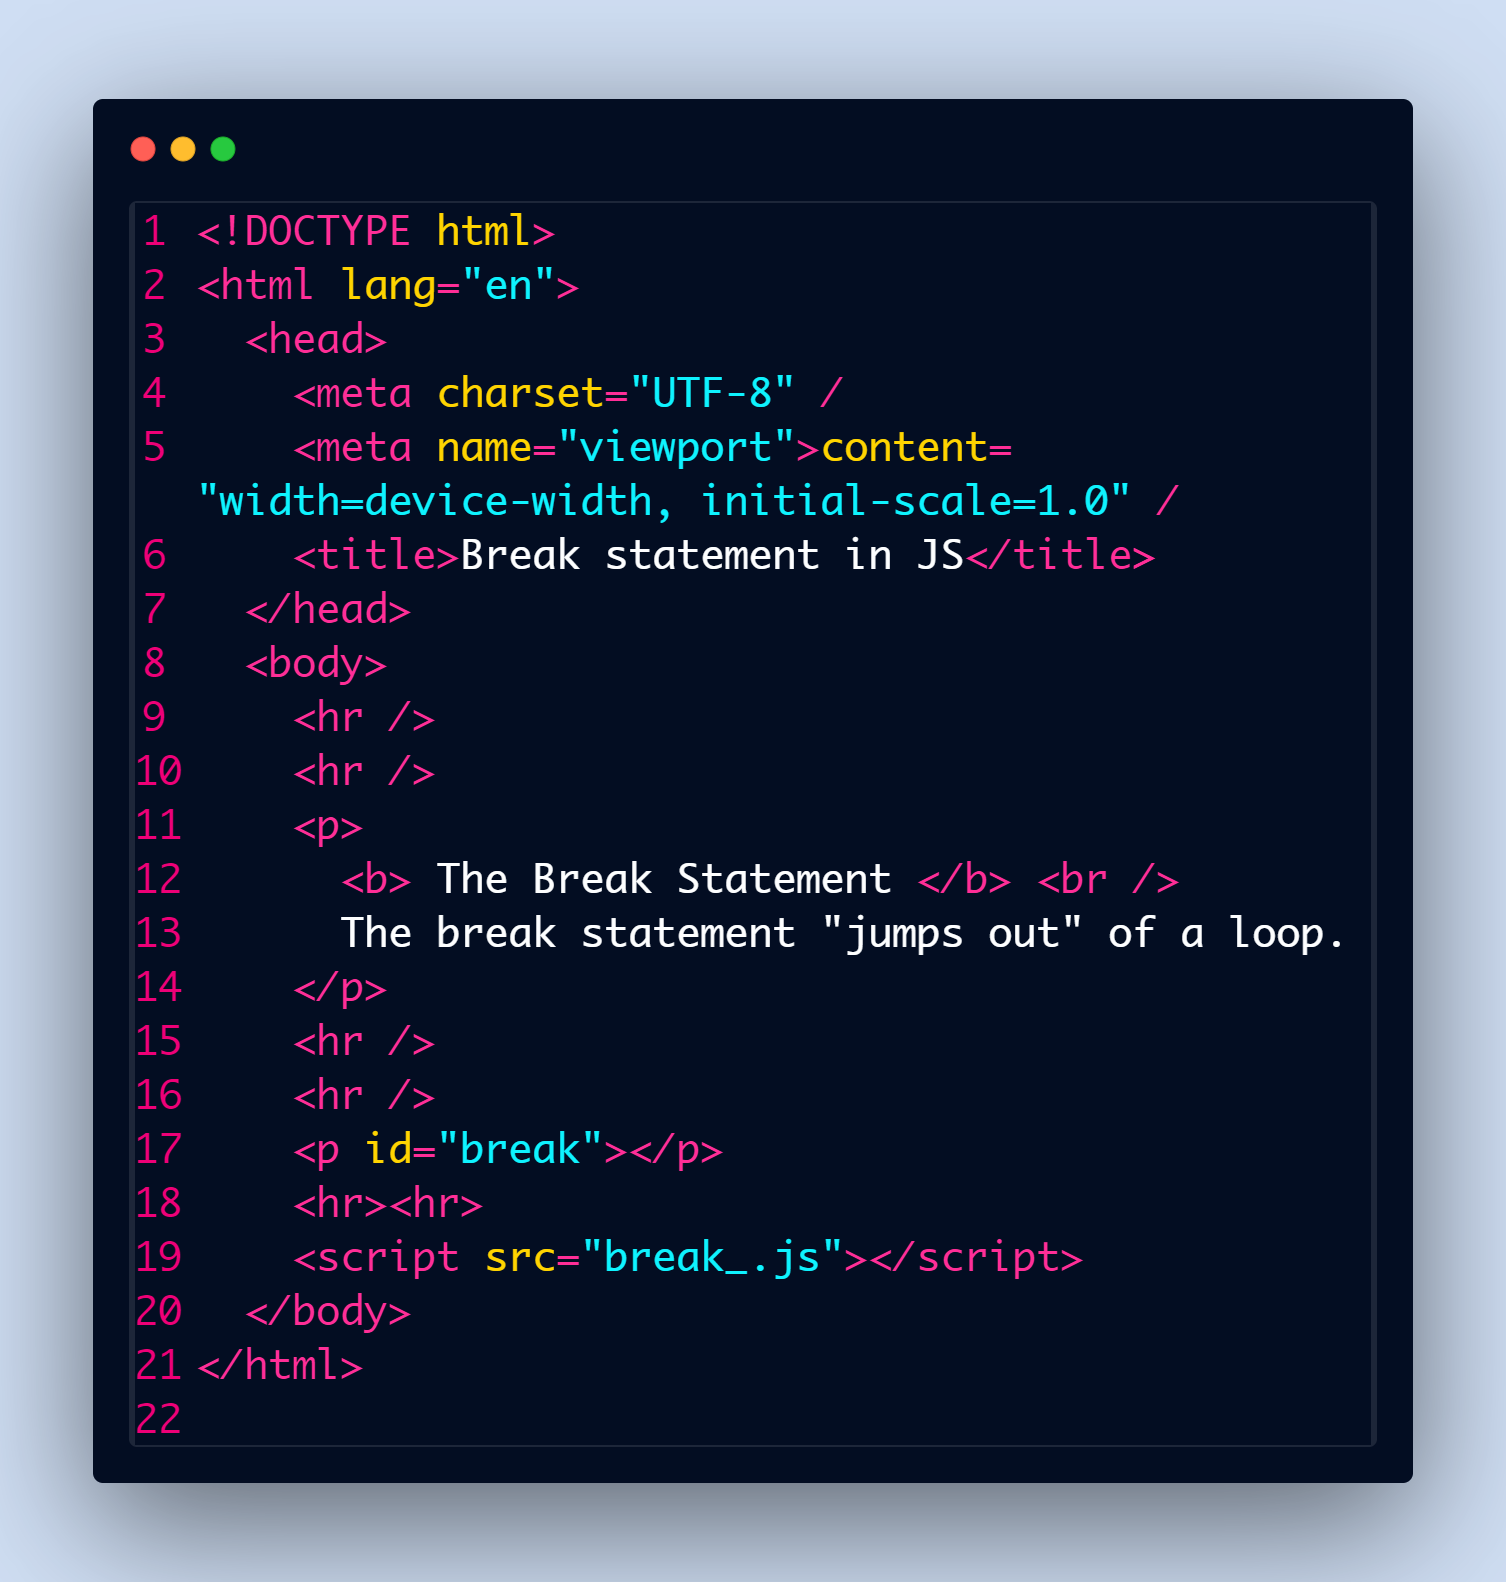 1 <!DOCTYPE html>
2 <html lang="en">
3   <head>
4     <meta charset="UTF-8" /
5     <meta name="viewport">content=
"width=device-width, initial-scale=1.0" /
6     <title>Break statement in JS</title>
7   </head>
8   <body>
9     <hr />
10     <hr />
11     <p>
12       <b> The Break Statement </b> <br />
13       The break statement "jumps out" of a loop.
14     </p>
15     <hr />
16     <hr />
17     <p id="break"></p>
18     <hr><hr>
19     <script src="break_.js"></script>
20   </body>
21 </html>
22